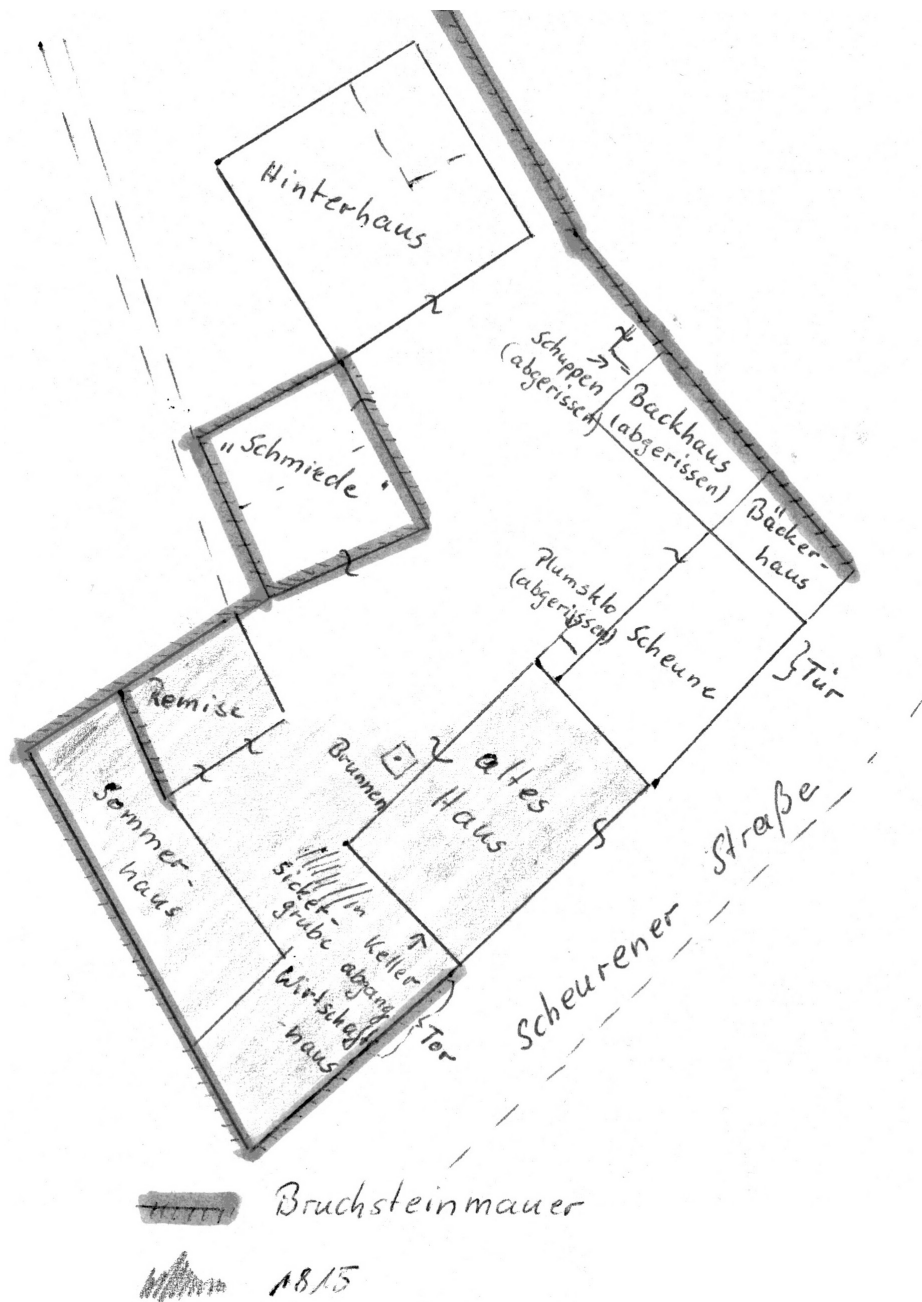 Hinterhaus
Schuppen
(abgerissen)
Backhaus
(abgerissen)
Bäcker-
haus
„Schmiede
Plumsklo
(abgerissen)
Scheune
Tür
Remise
Brunnen
altes
Haus
Sommer-
haus
Sicker-
grube
Keller
abgang
Wirtschaft
-haus
Tor
Scheurener Straße
Bruchsteinmauer
1815